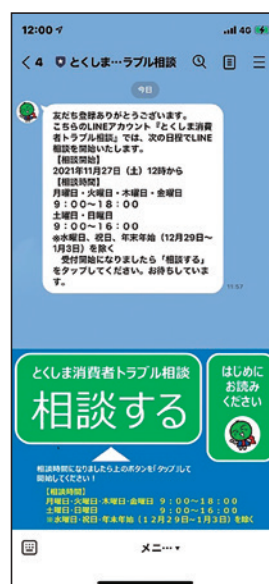 12:00
4G
4 とくしま…ラブル相談
今日
友だち登録ありがとうございます。
こちらのLINEアカウント『とくしま消費
者トラブル相談』では、次の日程でLINE
相談を開始いたします。
【相談開始】
2021年11月27日(土)12時から
【相談時間】
月曜日・火曜日・木曜日・金曜日
9:00~18:00
土曜日・日曜日
9:00~16:00
※水曜日、祝日、年末年始(12月29日~
1月3日)を除く
受付開始になりましたら「相談する」
をタップしてください。お待ちしていま
す。
11:57
とくしま消費者トラブル相談
相談する
はじめに
お読み
ください
相談時間になりましたら上のボタンを「タップ」して
開始してください!
【相談時間】
月曜日・火曜日・木曜日・金曜日 9:00~18:00
土曜日・日曜日 9:00~16:00
※水曜日・祝日・年末年始(12月29日~1月3日)を除く
メニ…▾